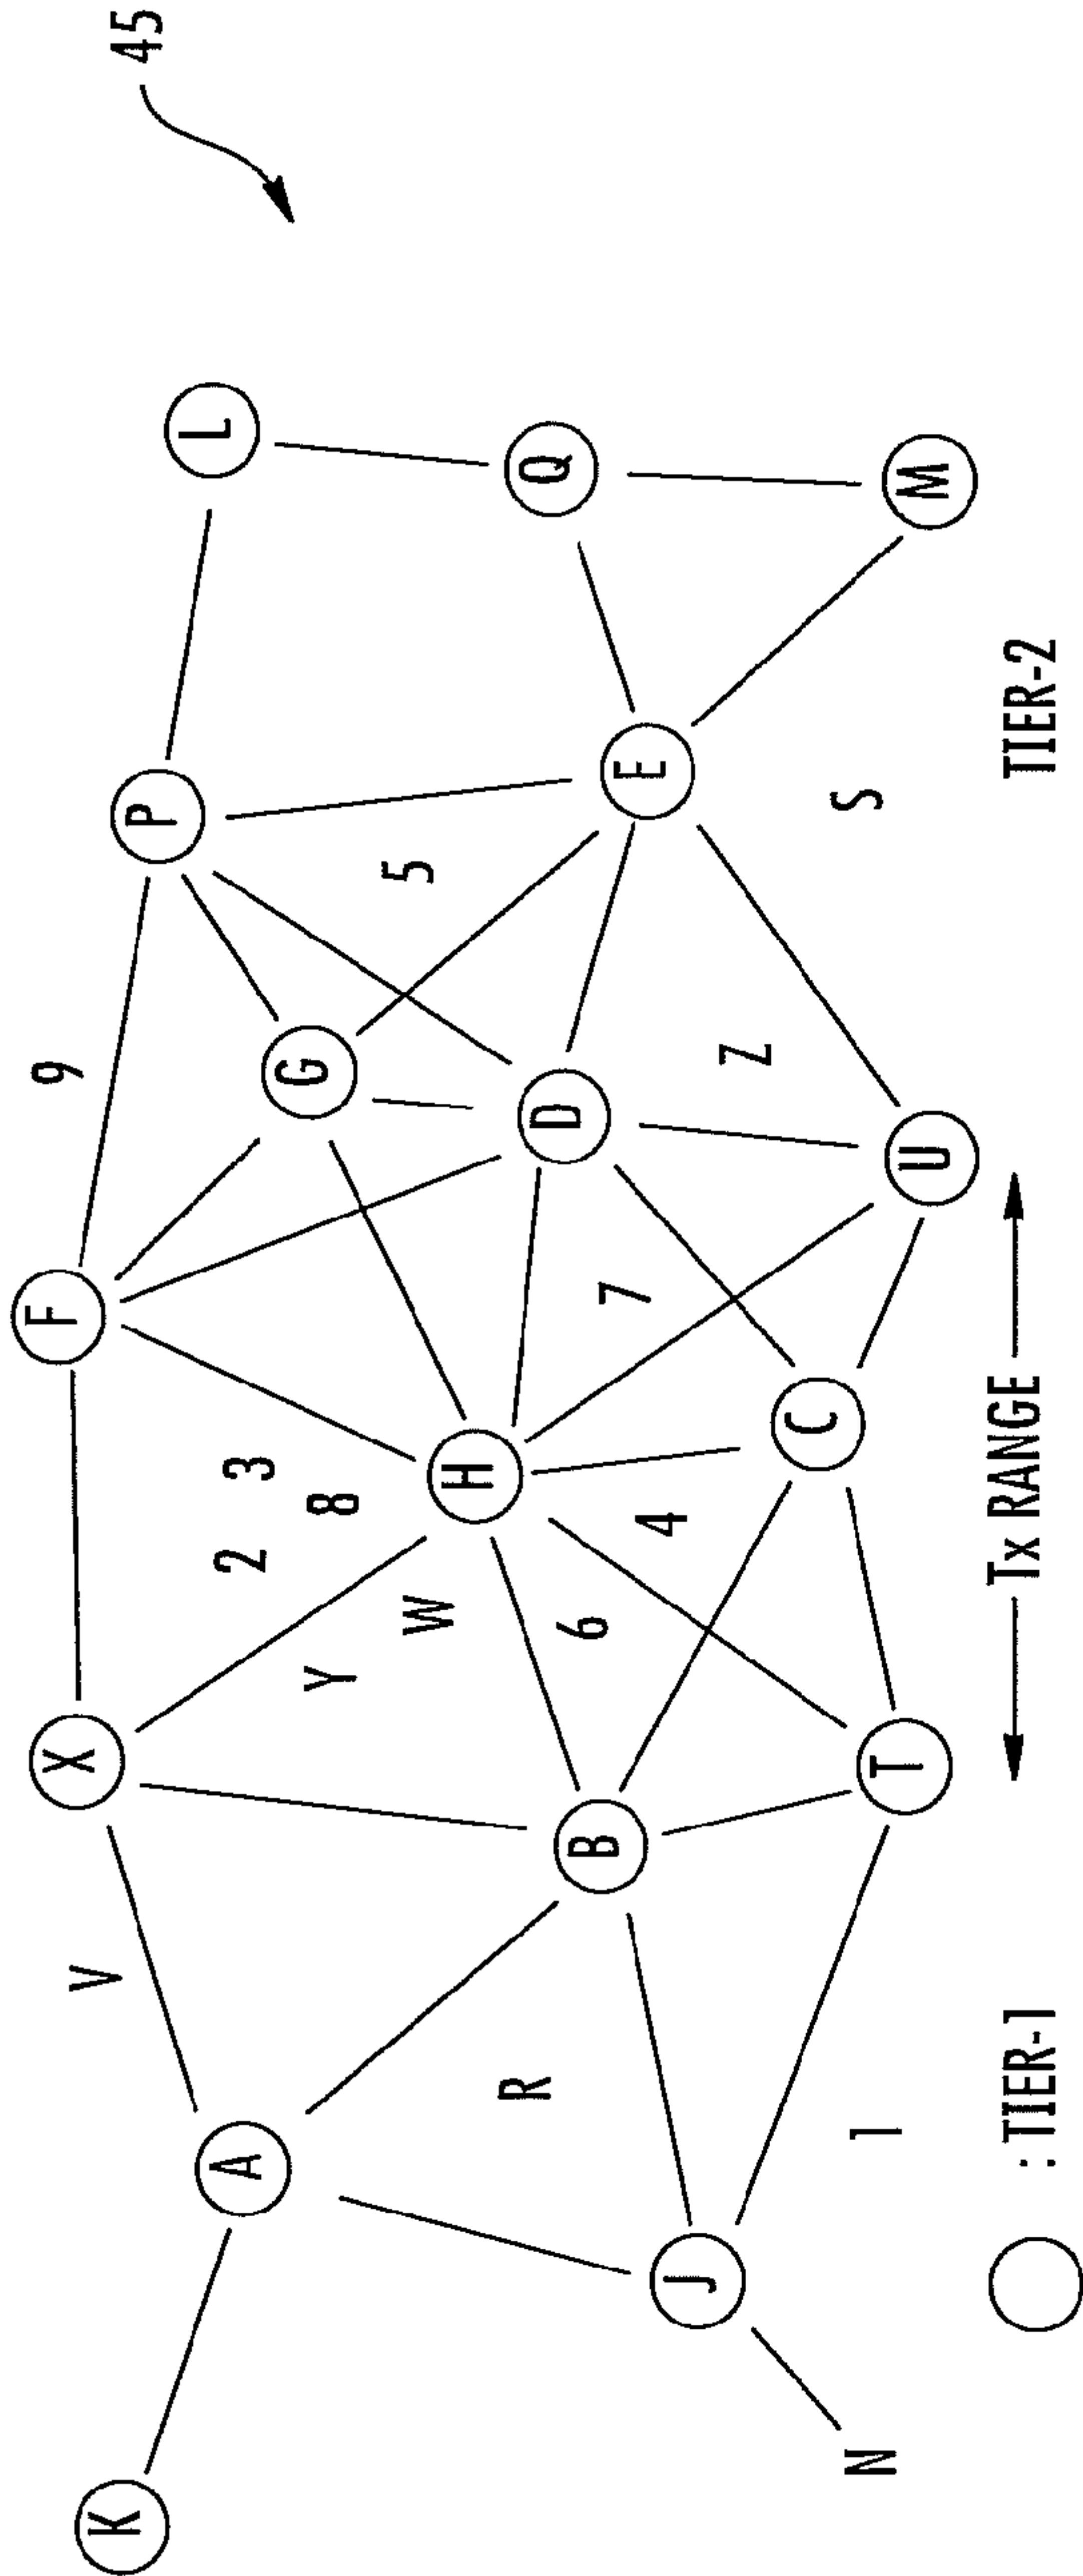 45
F
9
X
V
K
P
L
A
2
3
G
Y
8
5
W
H
R
Q
D
6
B
7
E
4
J
Z
C
S
N
1
T
U
M
Tx RANGE
: TIER-1
TIER-2